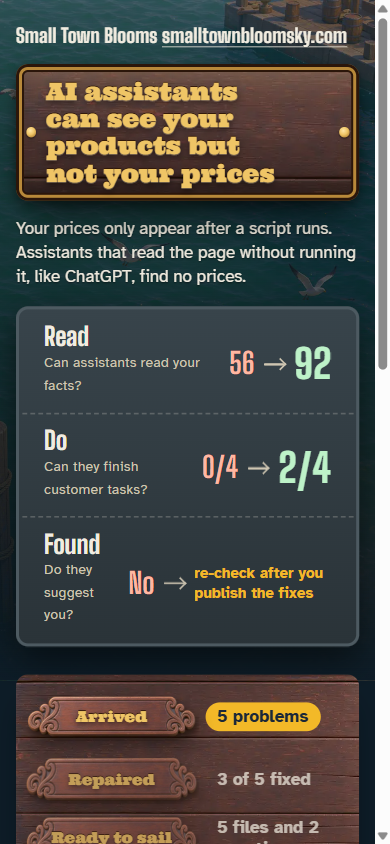 Small Town Blooms smalltownbloomsky.com
AI assistants
can see your
products but
not your prices
Your prices only appear after a script runs.
Assistants that read the page without running
it, like ChatGPT, find no prices.
Read
Can assistants read your
facts?
56 → 92
Do
Can they finish
customer tasks?
0/4 → 2/4
Found
Do they
suggest
you?
No → re-check after you
publish the fixes
Arrived
5 problems
Repaired
3 of 5 fixed
Ready to sail
5 files and 2